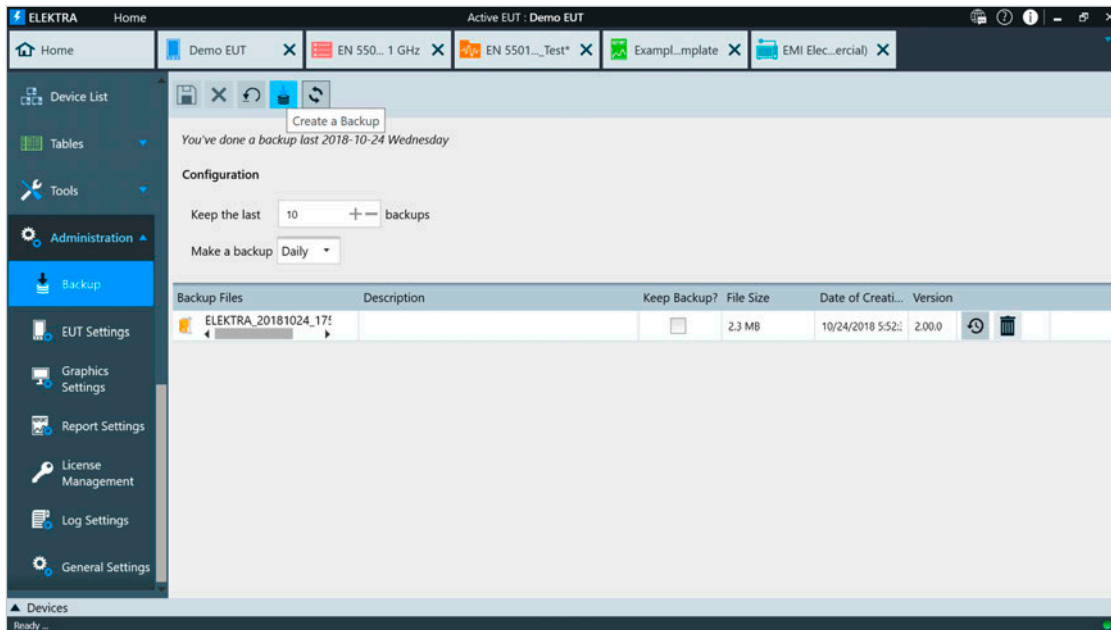 ELEKTRA Home Active EUT : Demo EUT
Home Demo EUT EN 550... 1 GHz EN 5501..._Test* Exampl...mplate EMI Elec...ercial)
Device List
Create a Backup
Tables
You've done a backup last 2018-10-24 Wednesday
Configuration
Tools
Keep the last 10 backups
Administration
Make a backup Daily
Backup
Backup Files Description Keep Backup? File Size Date of Creati... Version
ELEKTRA_20181024_175 2.3 MB 10/24/2018 5:52: 2.00.0
EUT Settings
Graphics
Settings
Report Settings
License
Management
Log Settings
General Settings
Devices
Ready ...